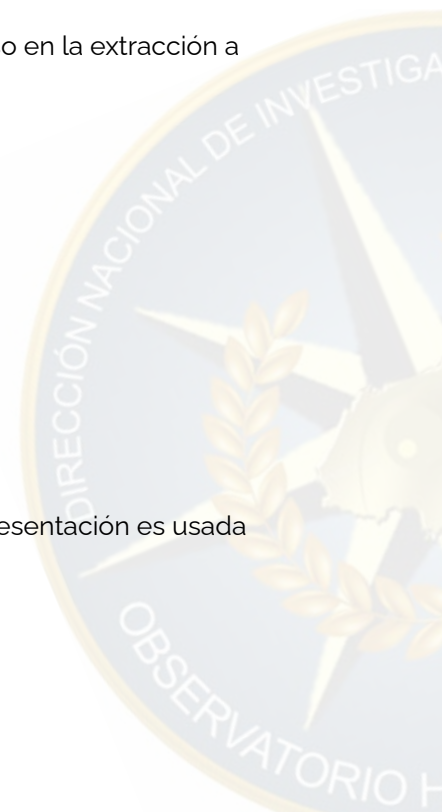 o en la extracción a
DIRECCIÓN NACIONAL DE INVESTIGA
esentación es usada
OBSERVATORIO H